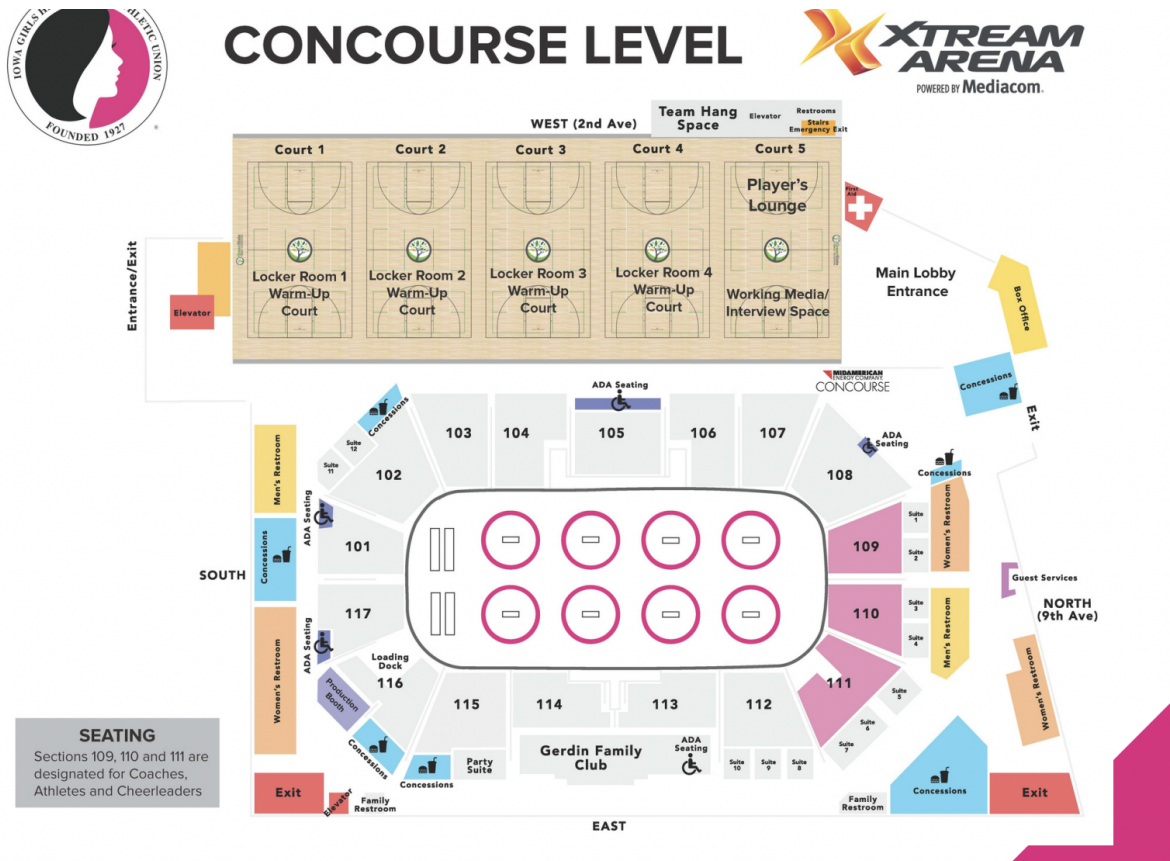 IOWA GIRLS H
HLETIC UNION
FOUNDED 1927
CONCOURSE LEVEL
XTREAM
ARENA
POWERED BY Mediacom
WEST (2nd Ave)
Team Hang
Space
Elevator
Restrooms
Stairs
Emergency Exit
Court 1
Court 2
Court 3
Court 4
Court 5
Player's
Lounge
First
Aid
Locker Room 1
Warm-Up
Court
Locker Room 2
Warm-Up
Court
Locker Room 3
Warm-Up
Court
Locker Room 4
Warm-Up
Court
Working Media/
Interview Space
Entrance/Exit
Elevator
Main Lobby
Entrance
Box Office
MIDAMERICAN
ENERGY COMPANY
CONCOURSE
Concessions
Exit
ADA Seating
Concessions
Suite
12
Suite
11
102
103
104
105
106
107
108
ADA
Seating
Concessions
Men's Restroom
ADA Seating
101
Concessions
SOUTH
117
Women's Restroom
ADA Seating
109
Suite
1
Suite
2
Women's Restroom
110
Suite
3
Suite
4
Men's Restroom
Guest Services
NORTH
(9th Ave)
Women's Restroom
111
Suite
5
Suite
6
Suite
7
Loading
Dock
116
Production
Booth
Concessions
115
114
113
112
Concessions
Party
Suite
Gerdin Family
Club
ADA
Seating
Suite
10
Suite
9
Suite
8
SEATING
Sections 109, 110 and 111 are
designated for Coaches,
Athletes and Cheerleaders
Exit
Elevator
Family
Restroom
Family
Restroom
Concessions
Exit
EAST